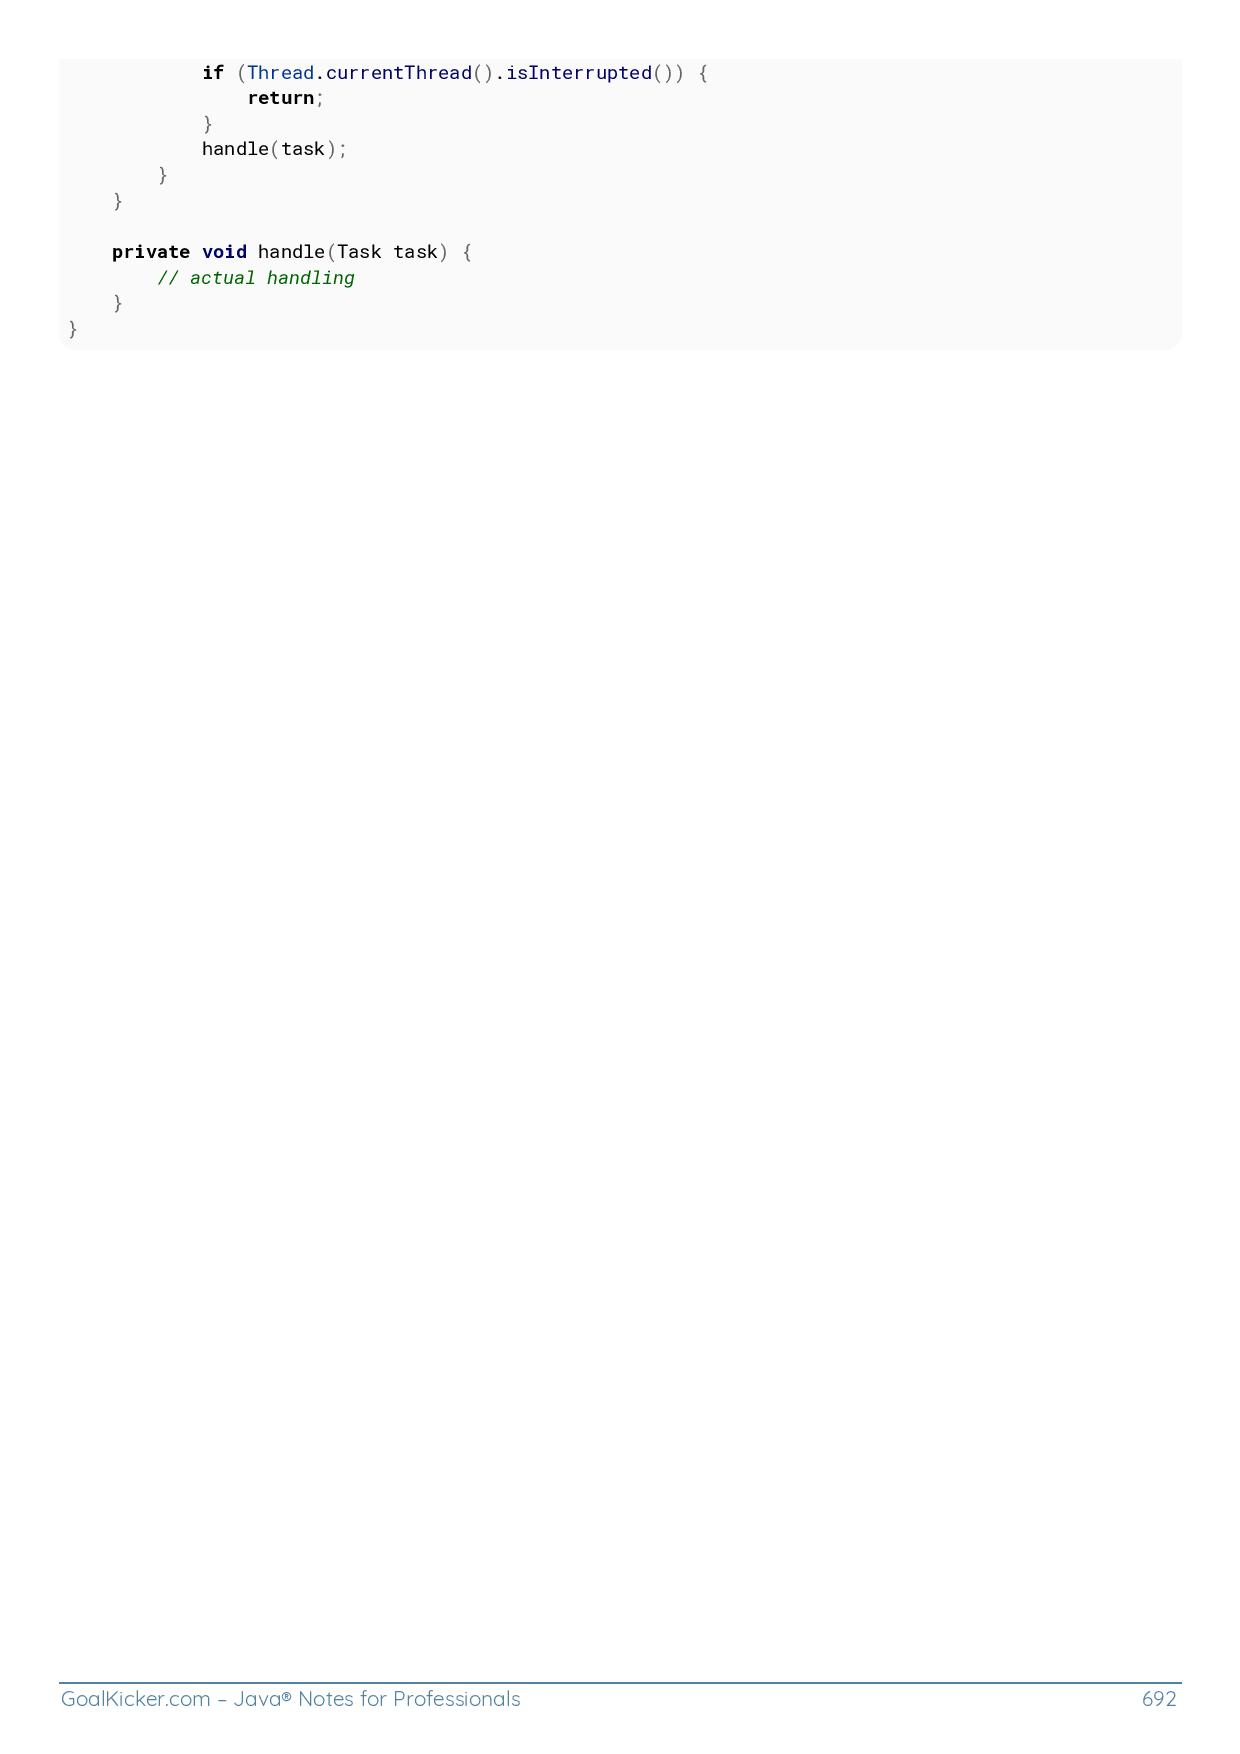 if (Thread.currentThread().isInterrupted()) {
                return;
            }
            handle(task);
        }
    }

    private void handle(Task task) {
        // actual handling
    }
}
GoalKicker.com – Java® Notes for Professionals 692